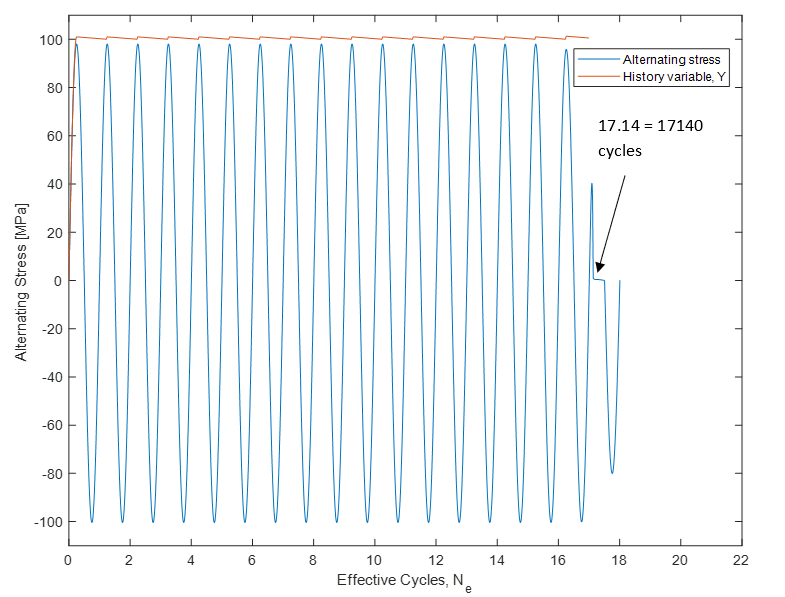 100
80
60
40
20
0
-20
-40
-60
-80
-100
Alternating Stress [MPa]
Alternating stress
History variable, Y
17.14 = 17140
cycles
0 2 4 6 8 10 12 14 16 18 20 22
Effective Cycles, Ne